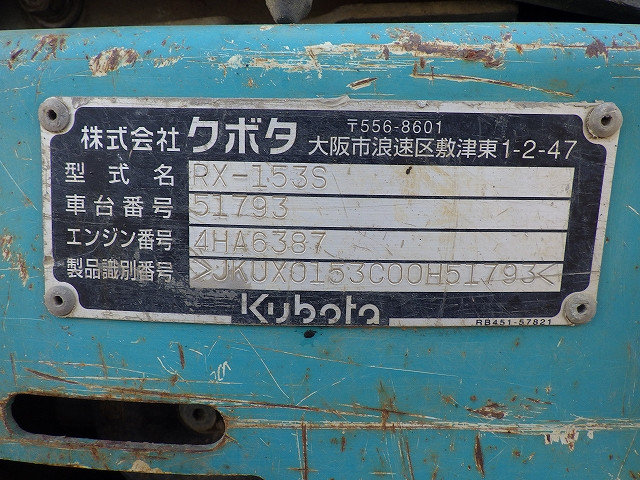 株式会社クボタ 〒556-8601
大阪市浪速区敷津東1-2-47
型式名 RX-153S
車台番号 51793
エンジン番号 4HA6387
製品識別番号 >JKUX0153C00H51793<
Kubota
RB451-57821